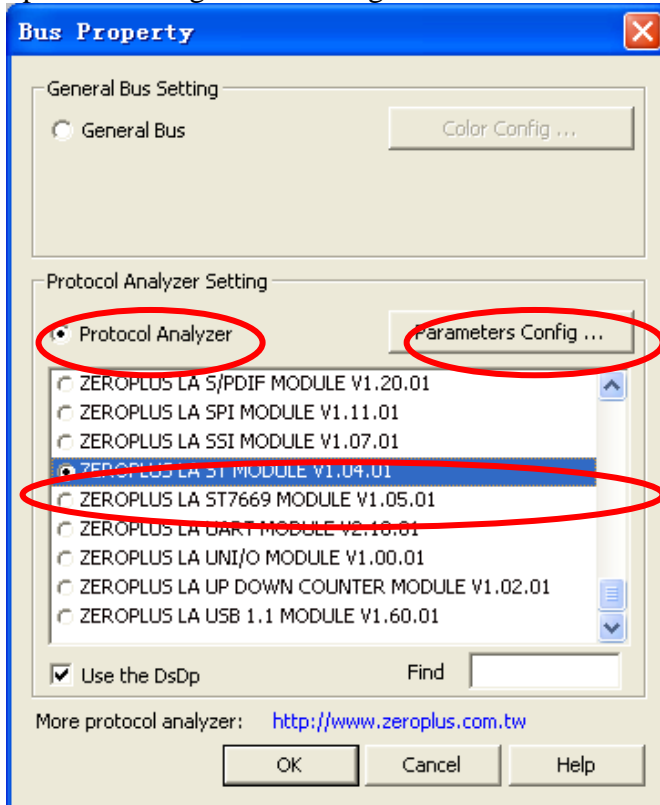 Bus Property
General Bus Setting
General Bus
Color Config ...
Protocol Analyzer Setting
Protocol Analyzer
Parameters Config ...
ZEROPLUS LA S/PDIF MODULE V1.20.01
ZEROPLUS LA SPI MODULE V1.11.01
ZEROPLUS LA SSI MODULE V1.07.01
ZEROPLUS LA ST MODULE V1.04.01
ZEROPLUS LA ST7669 MODULE V1.05.01
ZEROPLUS LA UART MODULE V2.10.01
ZEROPLUS LA UNI/O MODULE V1.00.01
ZEROPLUS LA UP DOWN COUNTER MODULE V1.02.01
ZEROPLUS LA USB 1.1 MODULE V1.60.01
Use the DsDp
Find
More protocol analyzer: http://www.zeroplus.com.tw
OK Cancel Help